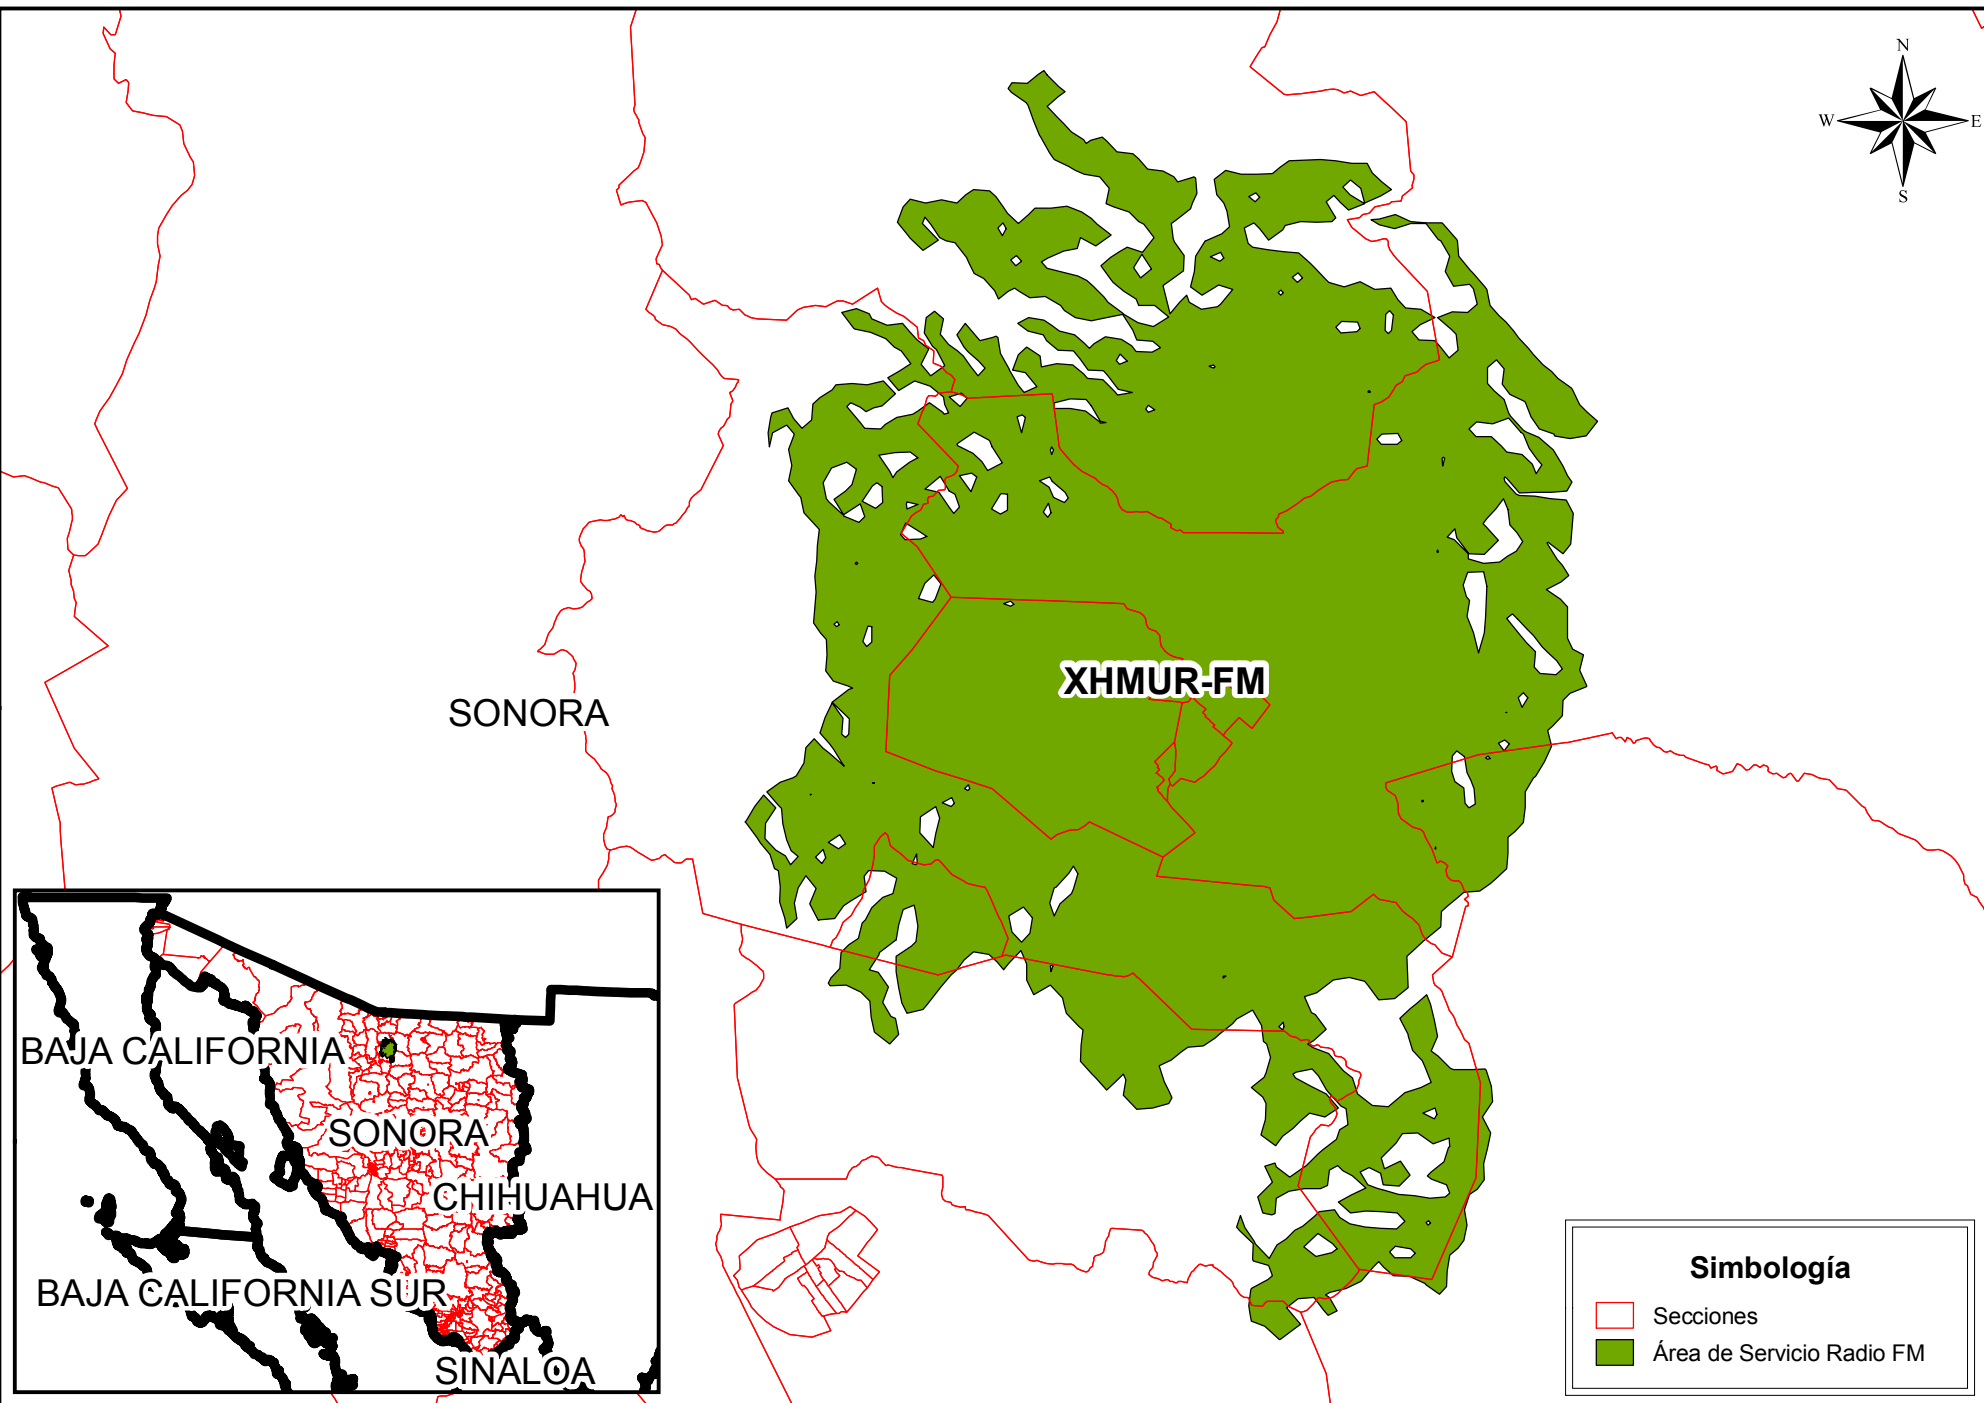 N
W
E
S
XHMUR-FM
SONORA
BAJA CALIFORNIA
SONORA
CHIHUAHUA
BAJA CALIFORNIA SUR
SINALOA
Simbología
Secciones
Área de Servicio Radio FM